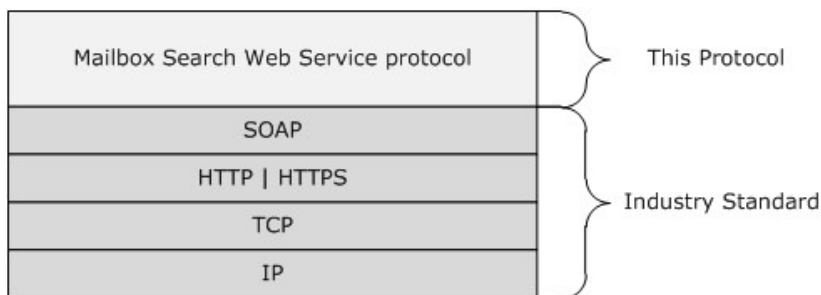 Mailbox Search Web Service protocol
This Protocol
SOAP
HTTP | HTTPS
Industry Standard
TCP
IP